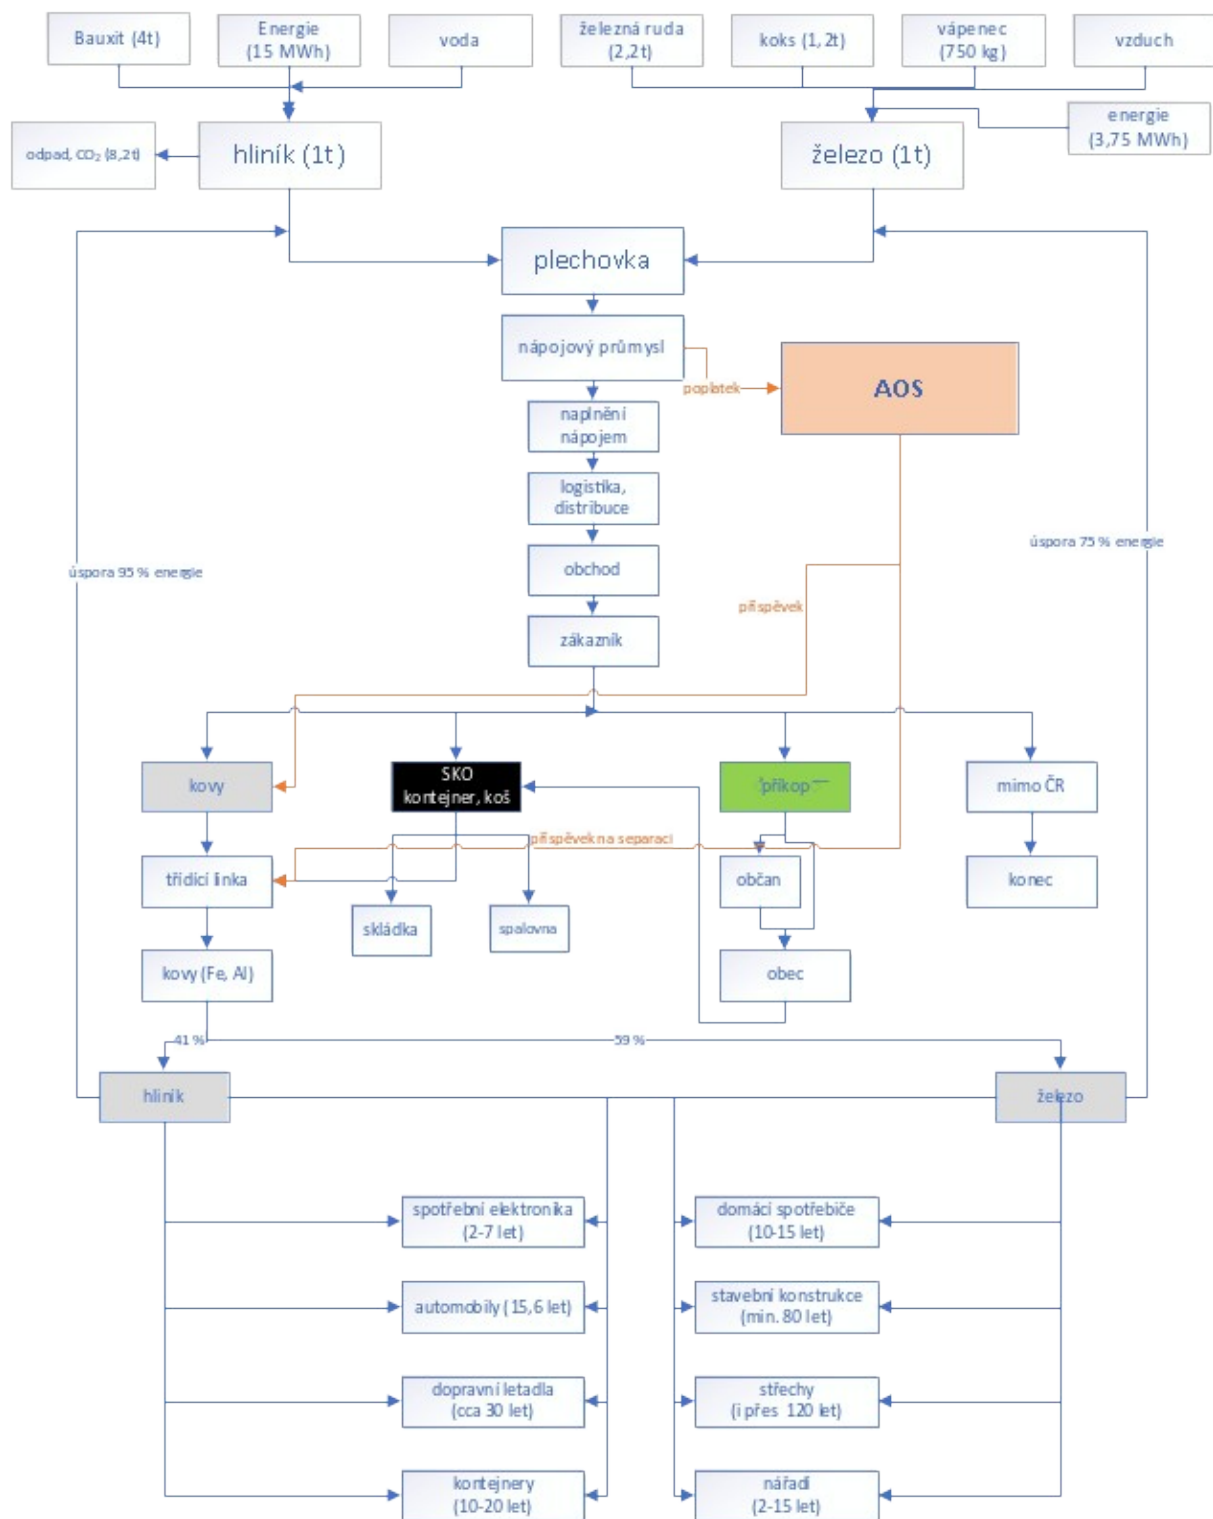 Bauxit (4t)
Energie
(15 MWh)
voda
železná ruda
(2,2t)
koks (1, 2t)
vápenec
(750 kg)
vzduch
energie
(3,75 MWh)
odpad, CO₂ (8,2t)
hliník (1t)
železo (1t)
plechovka
nápojový průmysl
poplatek
AOS
naplnění
nápojem
logistika,
distribuce
obchod
zákazník
úspora 95 % energie
úspora 75 % energie
příspěvek
kovy
SKO
kontejner, koš
příkop
mimo ČR
příspěvek na separaci
třídící linka
skládka
spalovna
občan
konec
kovy (Fe, Al)
obec
41 %
59 %
hliník
železo
spotřební elektronika
(2-7 let)
domácí spotřebiče
(10-15 let)
automobily (15,6 let)
stavební konstrukce
(min. 80 let)
dopravní letadla
(cca 30 let)
střechy
(i přes 120 let)
kontejnery
(10-20 let)
nářadí
(2-15 let)